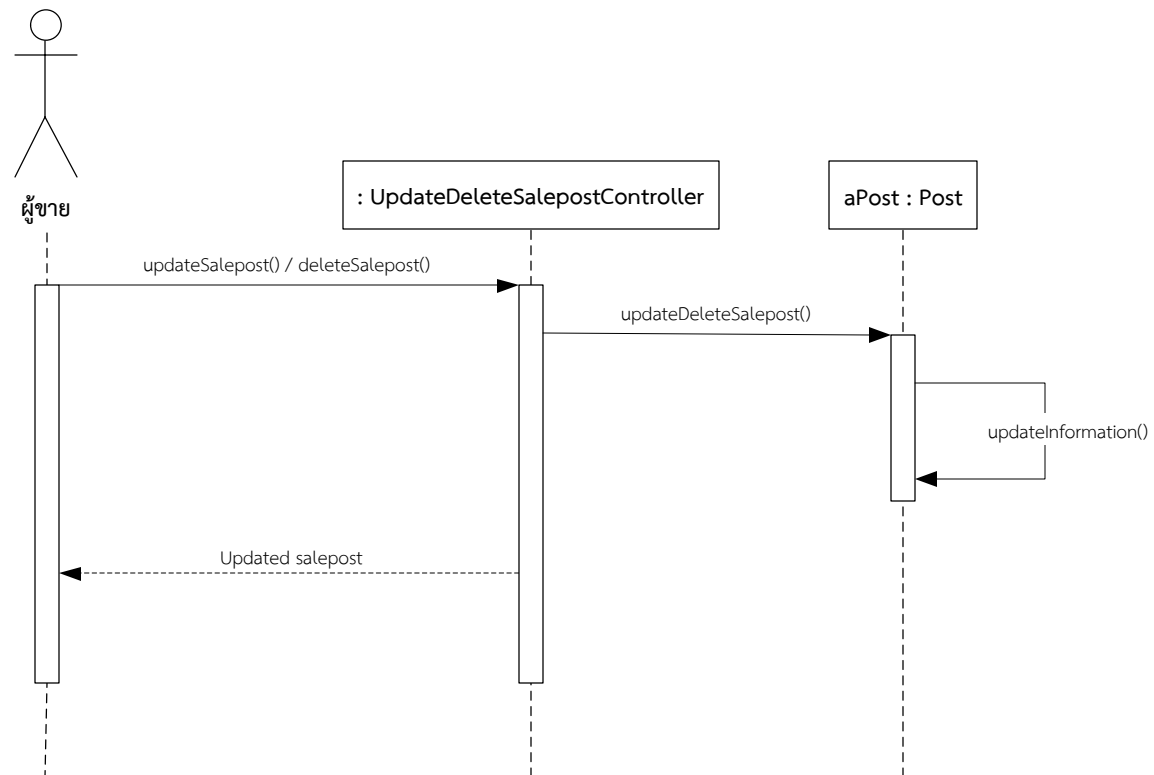 ผู้ขาย
: UpdateDeleteSalepostController
aPost : Post
updateSalepost() / deleteSalepost()
updateDeleteSalepost()
updateInformation()
Updated salepost